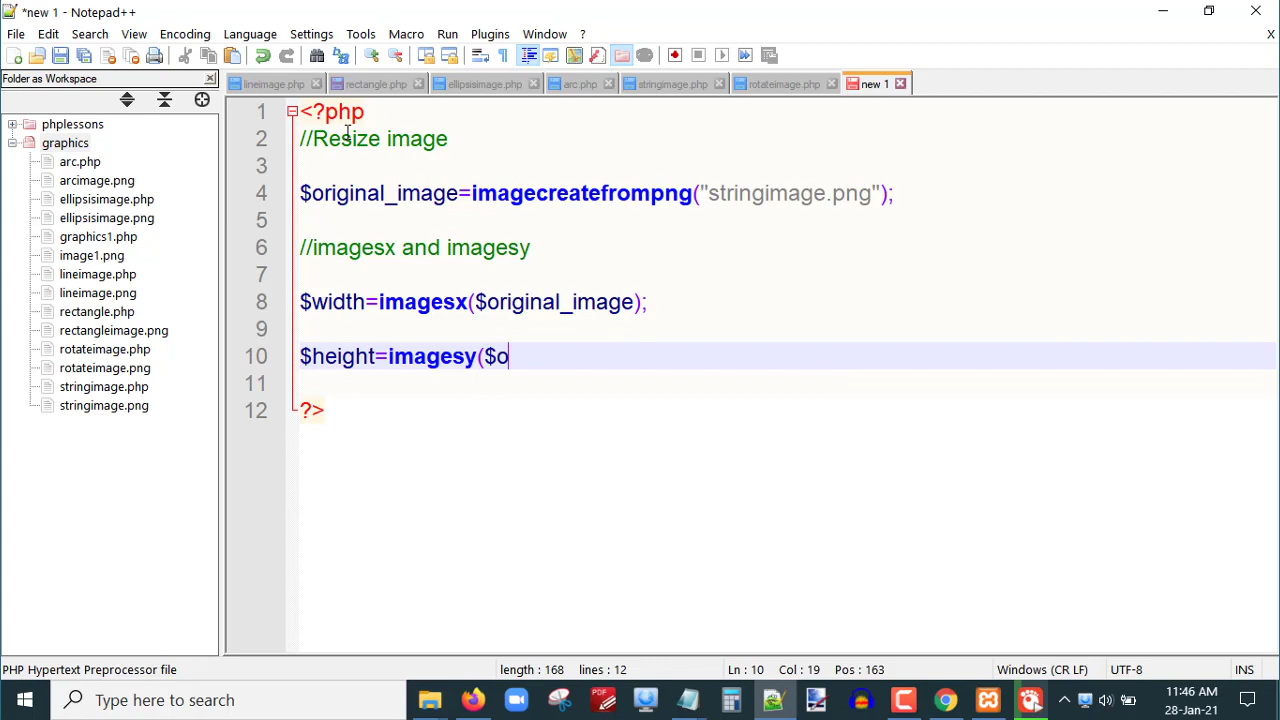 *new 1 - Notepad++
File Edit Search View Encoding Language Settings Tools Macro Run Plugins Window ? X
Folder as Workspace
lineimage.php rectangle.php ellipsisimage.php arc.php stringimage.php rotateimage.php new 1
phplessons
graphics
arc.php
arcimage.png
ellipsisimage.php
ellipsisimage.png
graphics1.php
image1.png
lineimage.php
lineimage.png
rectangle.php
rectangleimage.png
rotateimage.php
rotateimage.png
stringimage.php
stringimage.png
1 <?php
2 //Resize image
3
4 $original_image=imagecreatefrompng("stringimage.png");
5
6 //imagesx and imagesy
7
8 $width=imagesx($original_image);
9
10 $height=imagesy($o
11
12 ?>
PHP Hypertext Preprocessor file length : 168 lines : 12 Ln : 10 Col : 19 Pos : 163 Windows (CR LF) UTF-8 INS
Type here to search
PDF
11:46 AM
28-Jan-21